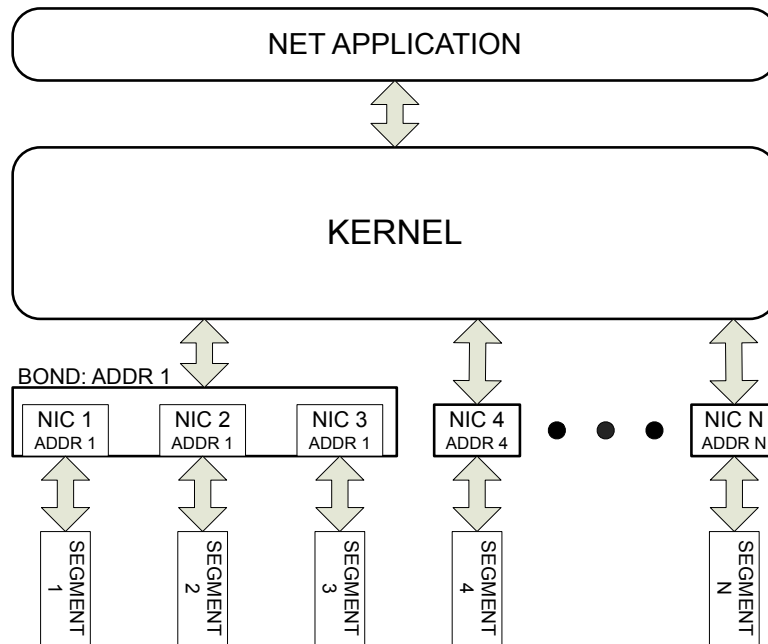 NET APPLICATION
KERNEL
BOND: ADDR 1
NIC 1
ADDR 1
NIC 2
ADDR 1
NIC 3
ADDR 1
NIC 4
ADDR 4
NIC N
ADDR N
SEGMENT
1
SEGMENT
2
SEGMENT
3
SEGMENT
4
SEGMENT
N